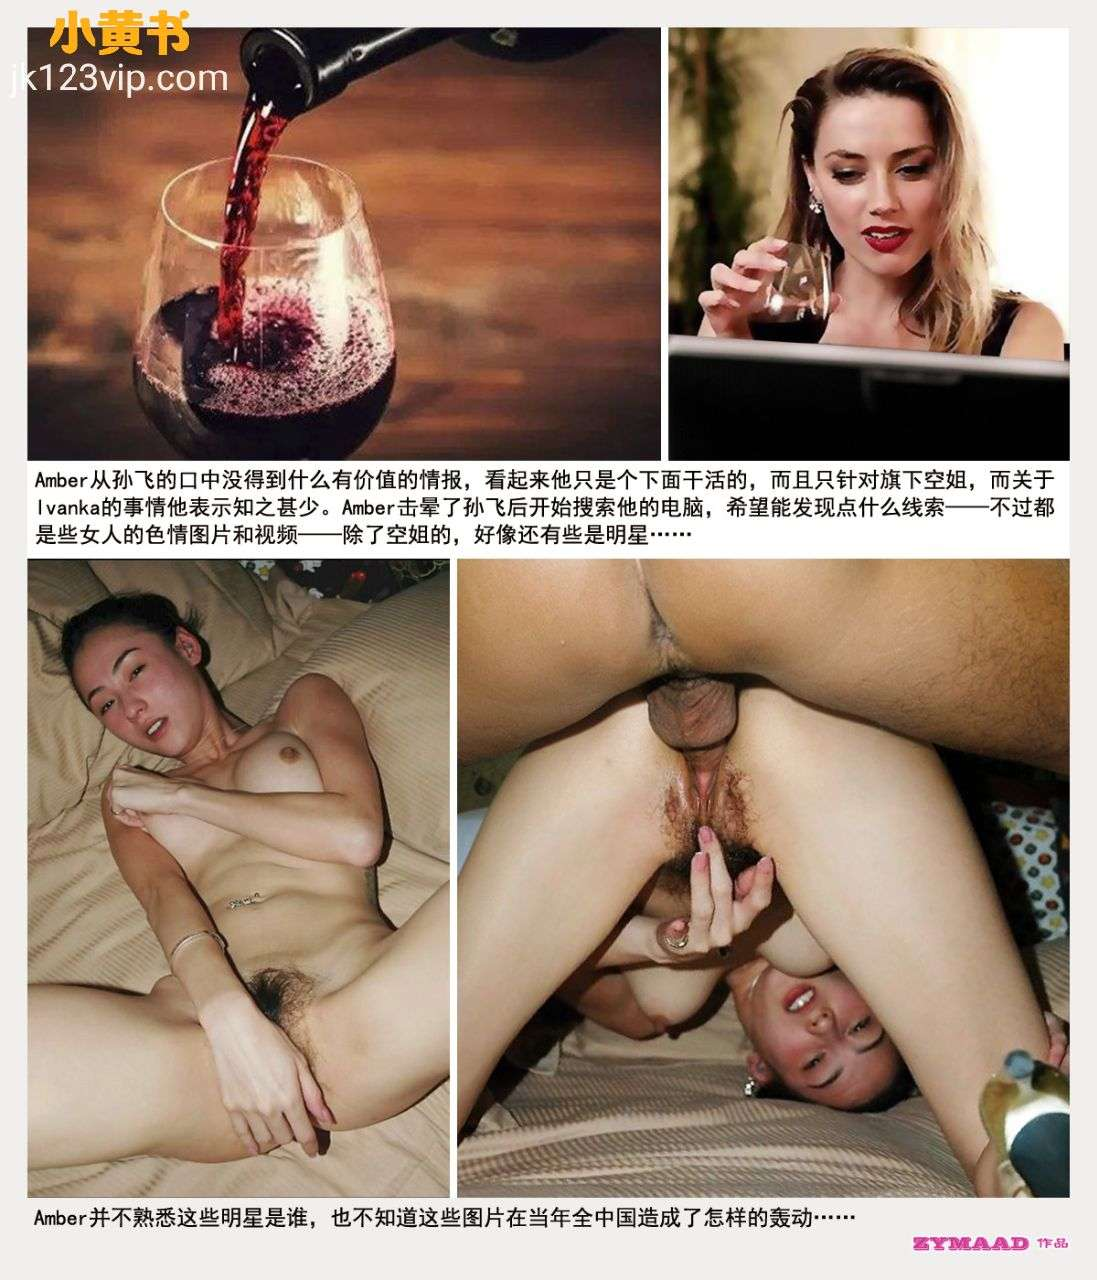 小黄书
jk123vip.com
Amber从孙飞的口中没得到什么有价值的情报，看起来他只是个下面干活的，而且只针对旗下空姐，而关于
Ivanka的事情他表示知之甚少。Amber击晕了孙飞后开始搜索他的电脑，希望能发现点什么线索——不过都
是些女人的色情图片和视频——除了空姐的，好像还有些是明星……
Amber并不熟悉这些明星是谁，也不知道这些图片在当年全中国造成了怎样的轰动……
ZYMAAD 作品